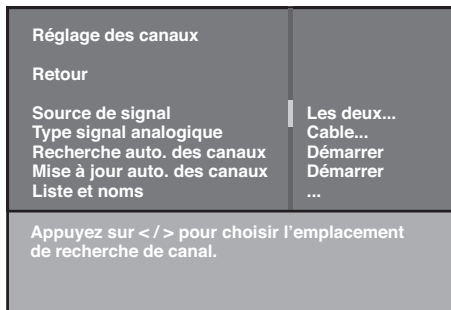 Réglage des canaux
Retour
Source de signal Les deux...
Type signal analogique Cable...
Recherche auto. des canaux Démarrer
Mise à jour auto. des canaux Démarrer
Liste et noms ...
Appuyez sur < / > pour choisir l'emplacement
de recherche de canal.